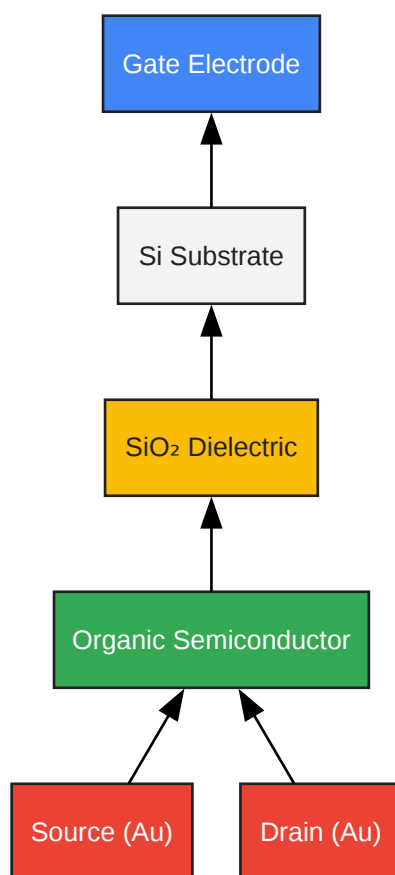 Gate Electrode
Si Substrate
SiO₂ Dielectric
Organic Semiconductor
Source (Au)
Drain (Au)